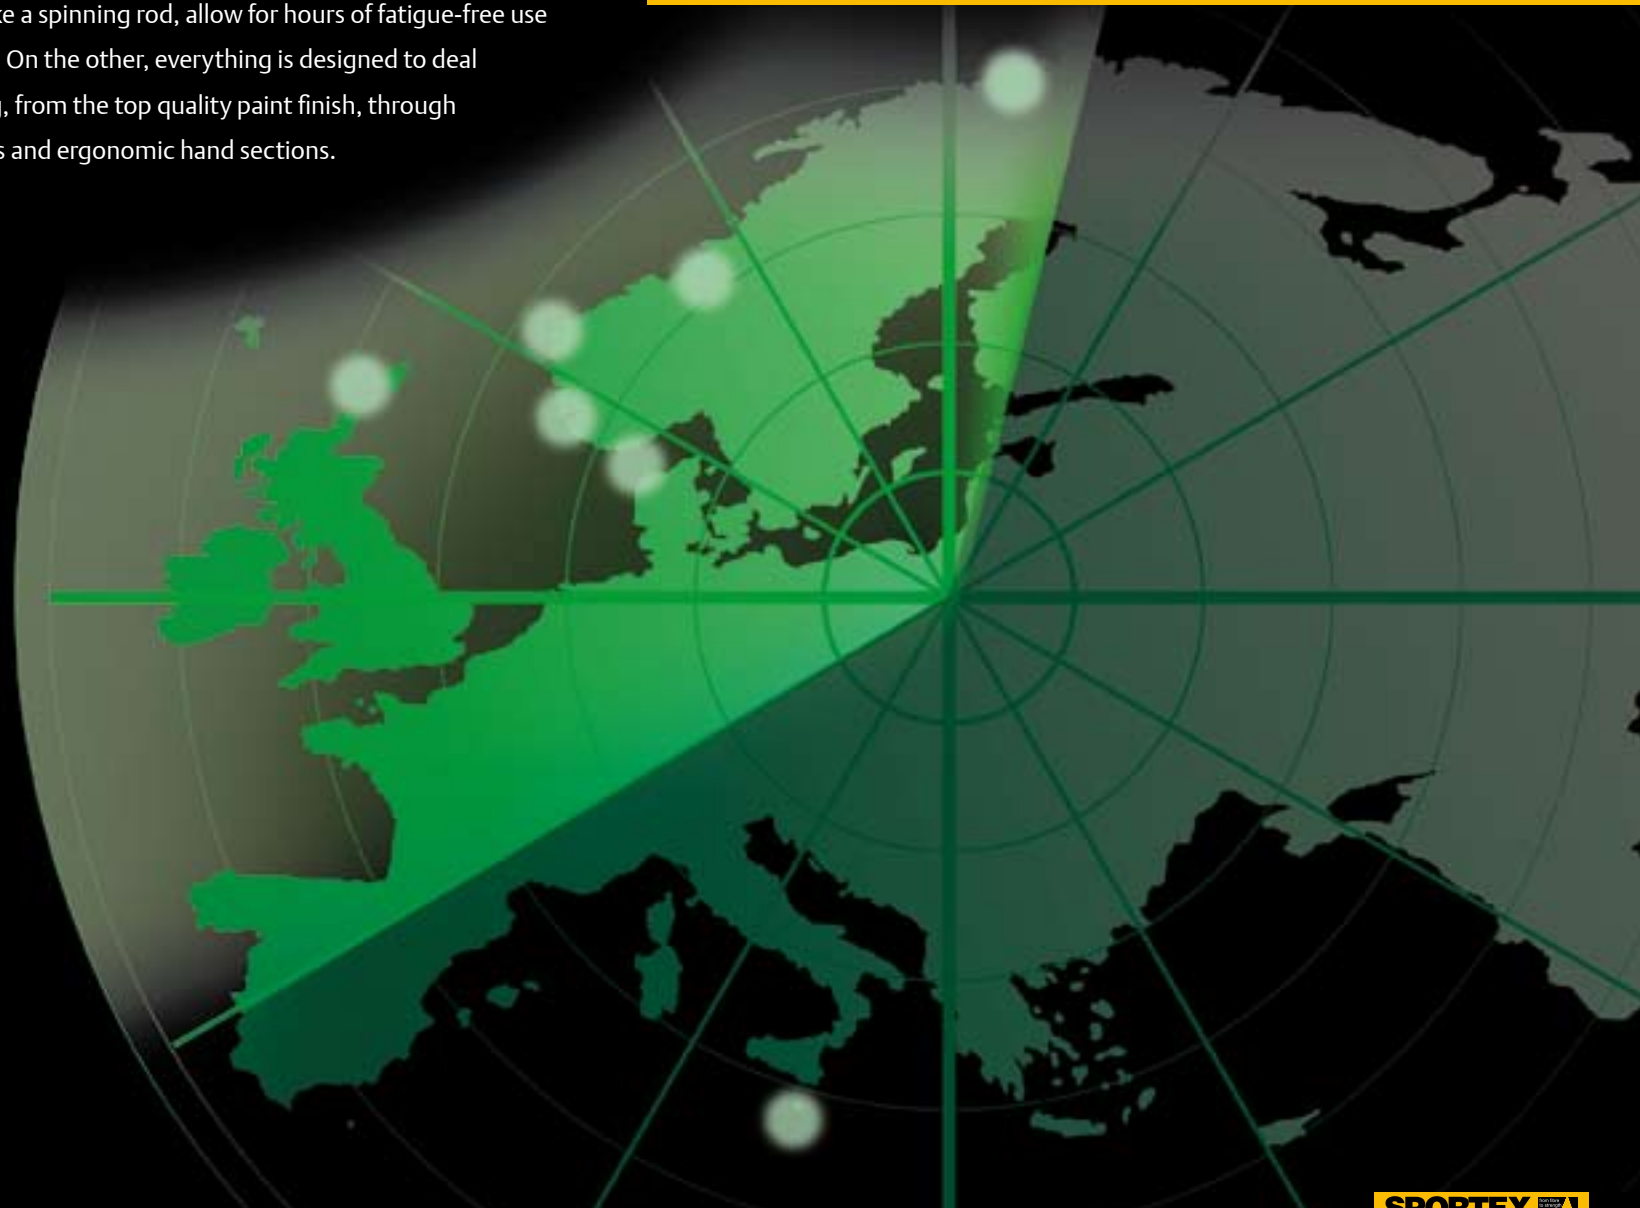 ke a spinning rod, allow for hours of fatigue-free use
On the other, everything is designed to deal
, from the top quality paint finish, through
s and ergonomic hand sections.
SPORTEX